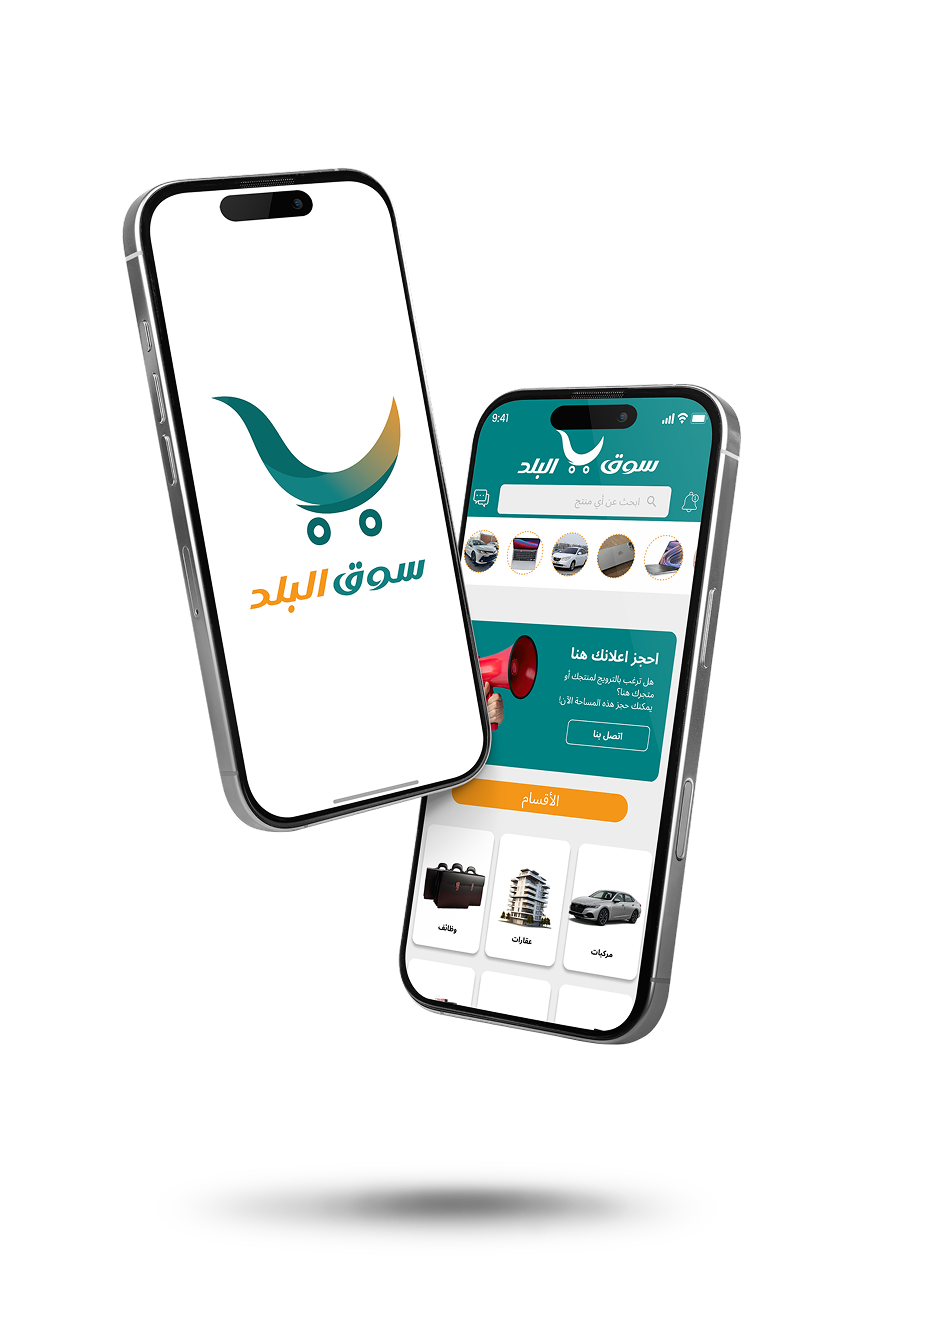 سوق البلد
9:41
سوق البلد
ابحث عن أي منتج
احجز اعلانك هنا
هل ترغب بالترويج لمنتجك أو
متجرك هنا؟
يمكنك حجز هذه المساحة الآن!
اتصل بنا
الأقسام
مركبات
عقارات
وظائف